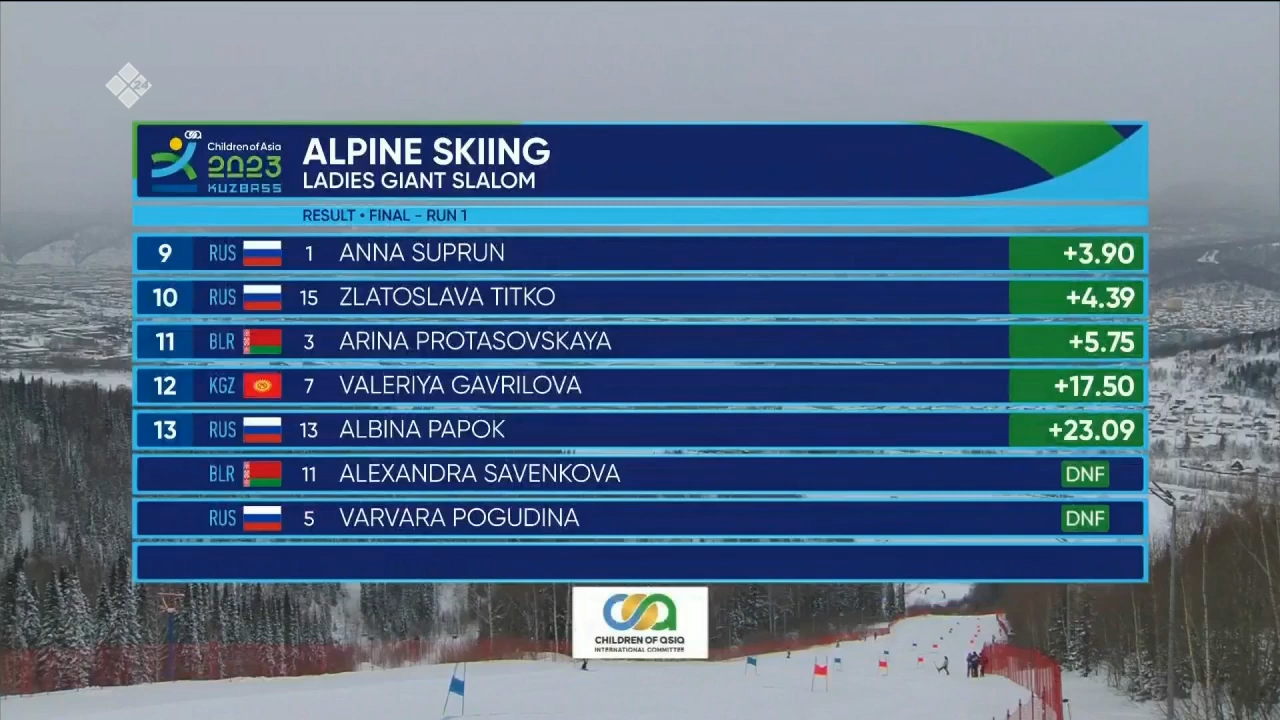 X24
Children of Asia
2023
KUZBASS
ALPINE SKIING
LADIES GIANT SLALOM
RESULT • FINAL - RUN 1
9 RUS 1 ANNA SUPRUN +3.90
10 RUS 15 ZLATOSLAVA TITKO +4.39
11 BLR 3 ARINA PROTASOVSKAYA +5.75
12 KGZ 7 VALERIYA GAVRILOVA +17.50
13 RUS 13 ALBINA PAPOK +23.09
BLR 11 ALEXANDRA SAVENKOVA DNF
RUS 5 VARVARA POGUDINA DNF
CHILDREN OF ASIA
INTERNATIONAL COMMITTEE